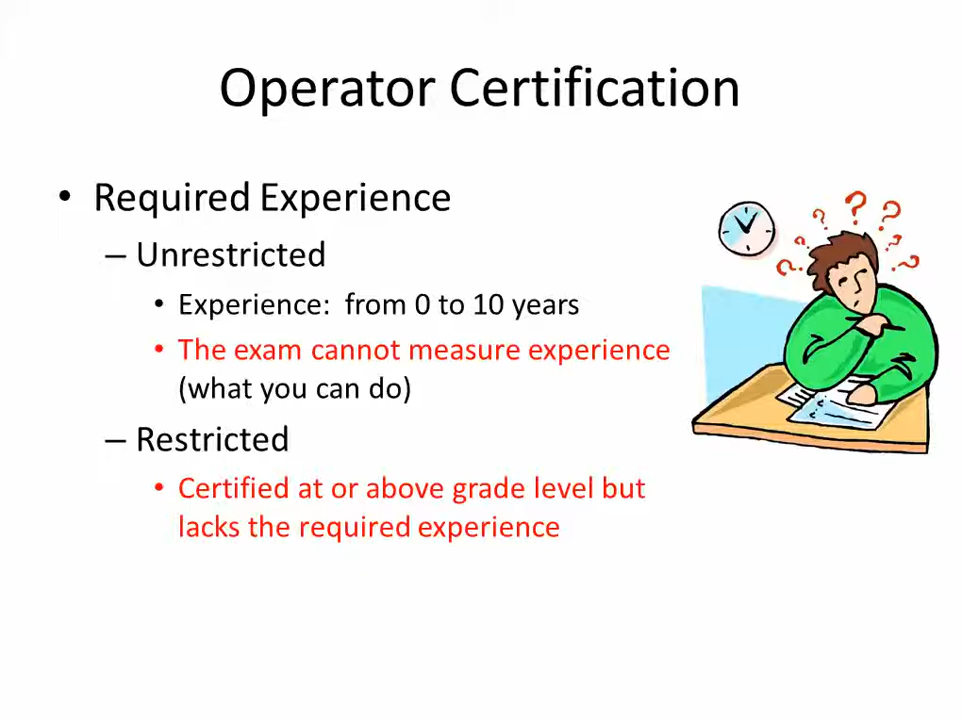 Operator Certification
• Required Experience
– Unrestricted
• Experience:  from 0 to 10 years
• The exam cannot measure experience
(what you can do)
– Restricted
• Certified at or above grade level but
lacks the required experience